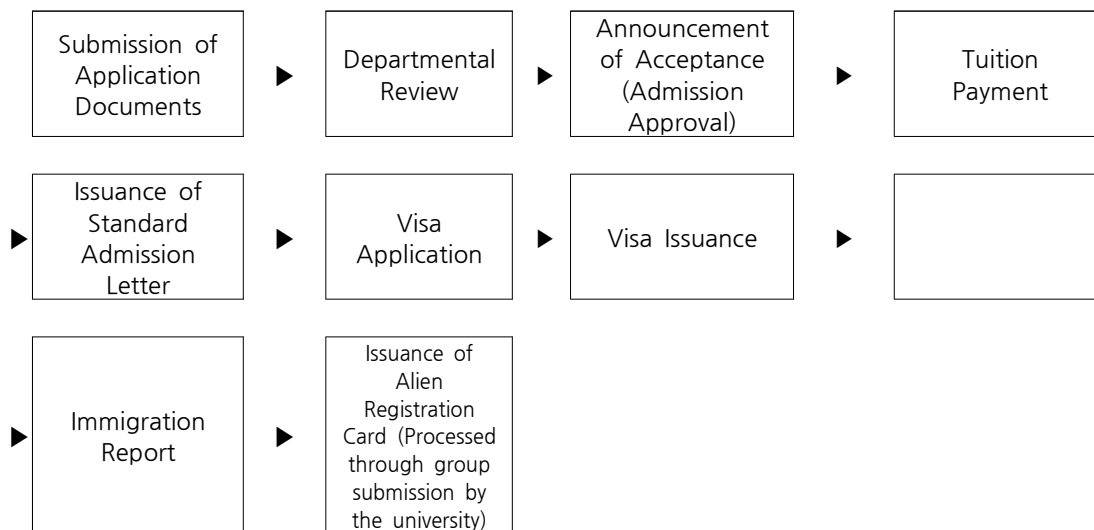 Submission of
Application
Documents
Departmental
Review
Announcement
of Acceptance
(Admission
Approval)
Tuition
Payment
Issuance of
Standard
Admission
Letter
Visa
Application
Visa Issuance
Immigration
Report
Issuance of
Alien
Registration
Card (Processed
through group
submission by
the university)